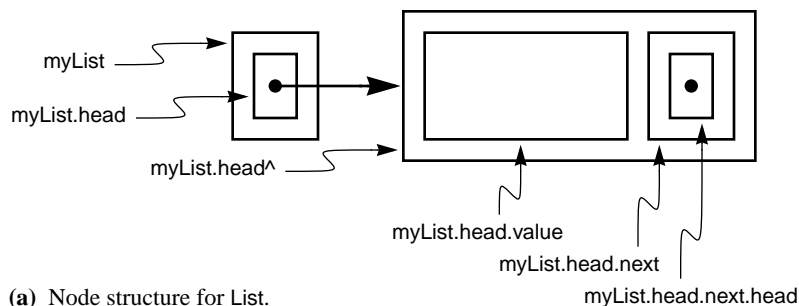 myList
myList.head
myList.head^
myList.head.value
myList.head.next
myList.head.next.head
(a) Node structure for List.